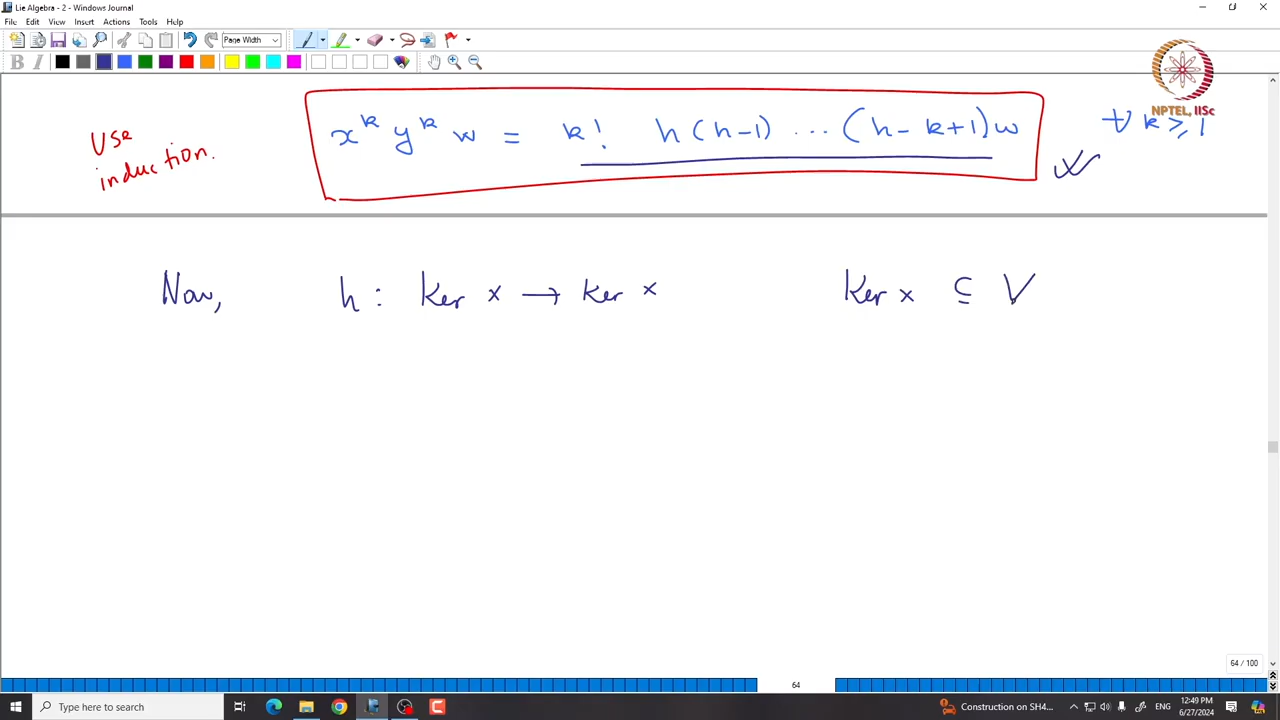 Lie Algebra - 2 - Windows Journal
File Edit View Insert Actions Tools Help
Page Width
B I
NPTEL, IISc
Use induction.
x^k y^k w = k! h(h-1) ... (h-k+1)w ∀ k ≥ 1
Now, h : Ker x → Ker x Ker x ⊆ V
64 / 100
64
Type here to search
Construction on SH4...
12:49 PM
6/27/2024